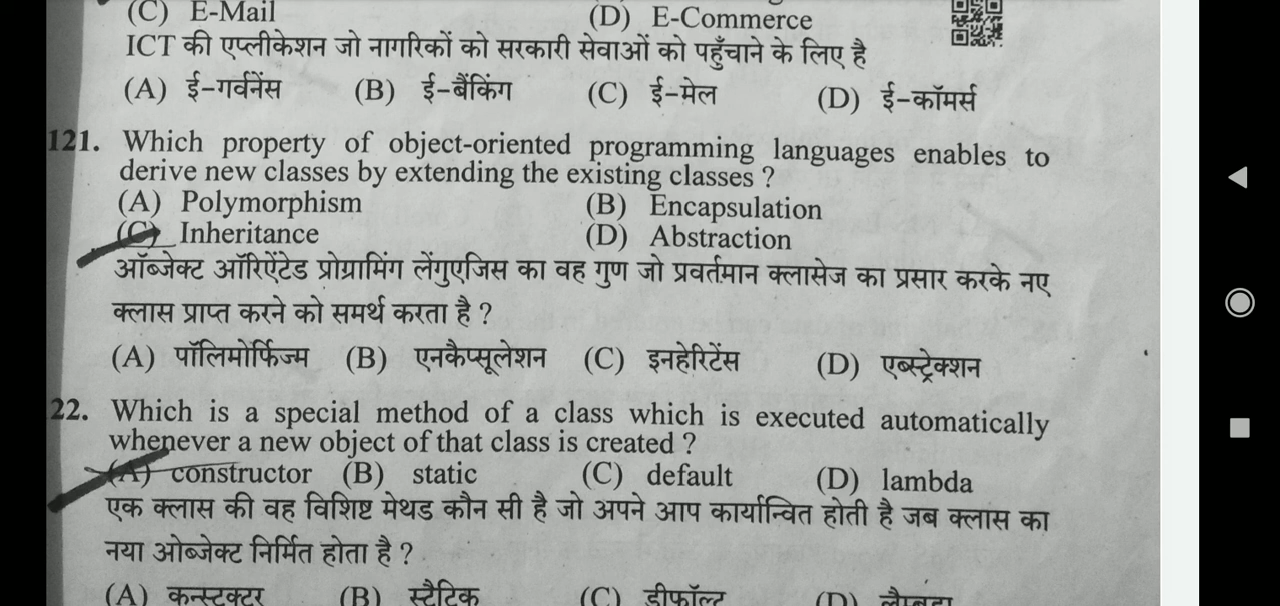 (C) E-Mail (D) E-Commerce
ICT की एप्लीकेशन जो नागरिकों को सरकारी सेवाओं को पहुँचाने के लिए है
(A) ई-गर्वनेंस (B) ई-बैंकिंग (C) ई-मेल (D) ई-कॉमर्स
121. Which property of object-oriented programming languages enables to
derive new classes by extending the existing classes ?
(A) Polymorphism (B) Encapsulation
(C) Inheritance (D) Abstraction
ऑब्जेक्ट ऑरिऐंटेड प्रोग्रामिंग लेंगुएजिस का वह गुण जो प्रवर्तमान क्लासेज का प्रसार करके नए
क्लास प्राप्त करने को समर्थ करता है ?
(A) पॉलिमोर्फिज्म (B) एनकैप्सूलेशन (C) इनहेरिटेंस (D) एब्स्ट्रेक्शन
22. Which is a special method of a class which is executed automatically
whenever a new object of that class is created ?
(A) constructor (B) static (C) default (D) lambda
एक क्लास की वह विशिष्ट मेथड कौन सी है जो अपने आप कार्यान्वित होती है जब क्लास का
नया ओब्जेक्ट निर्मित होता है ?
(A) कन्स्टक्टर (B) स्टैटिक (C) डीफॉल्ट (D) लैम्बडा